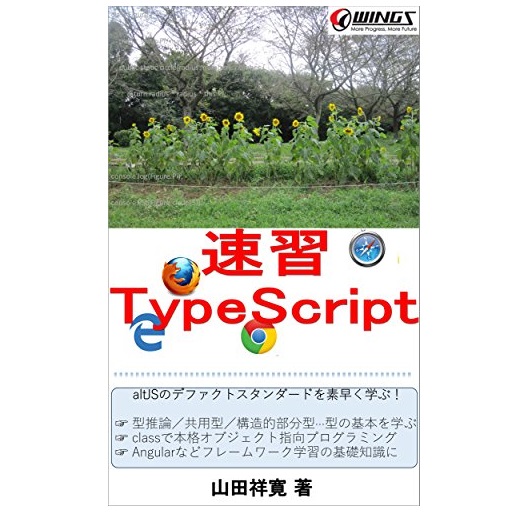 WINGS
More Progress, More Future
速習
TypeScript
altJSのデファクトスタンダードを素早く学ぶ！
☞ 型推論／共用型／構造的部分型…型の基本を学ぶ
☞ classで本格オブジェクト指向プログラミング
☞ Angularなどフレームワーク学習の基礎知識に
山田祥寛 著